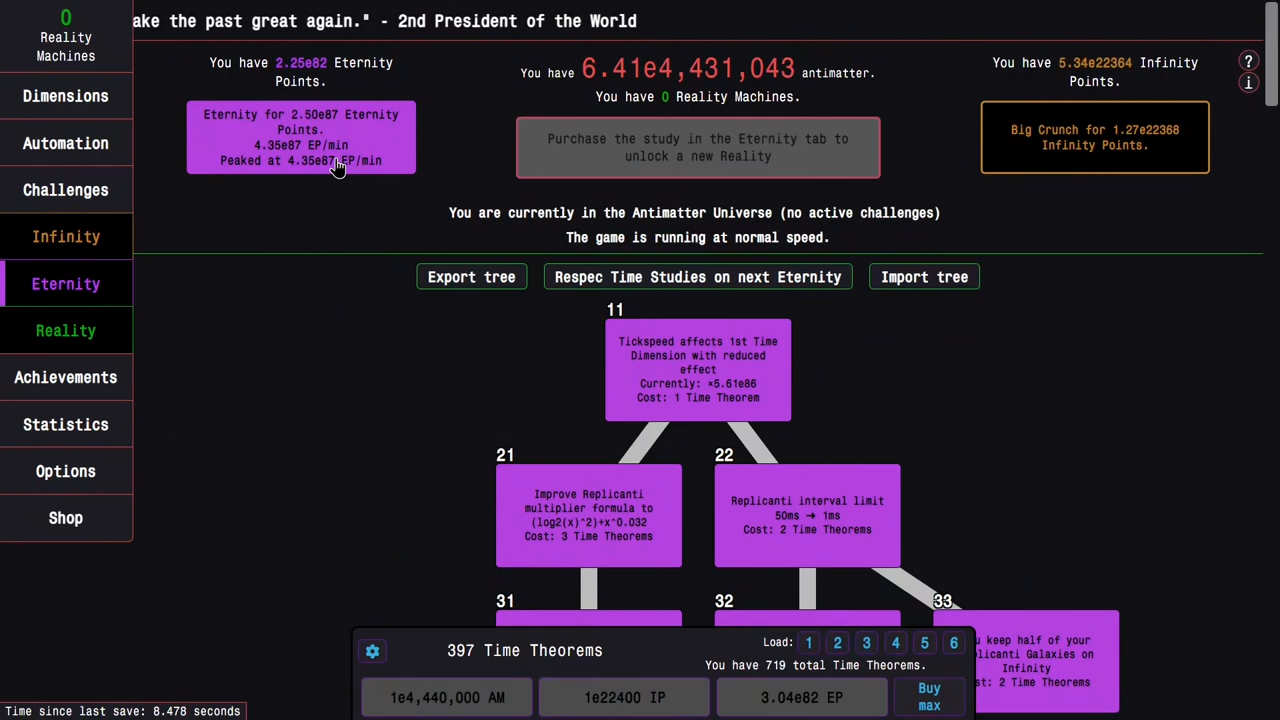 0
Reality
Machines
Dimensions
Automation
Challenges
Infinity
Eternity
Reality
Achievements
Statistics
Options
Shop
ake the past great again." - 2nd President of the World
You have 2.25e82 Eternity
Points.
Eternity for 2.50e87 Eternity
Points.
4.35e87 EP/min
Peaked at 4.35e87 EP/min
You have 6.41e4,431,043 antimatter.
You have 0 Reality Machines.
Purchase the study in the Eternity tab to
unlock a new Reality
You have 5.34e22364 Infinity
Points.
Big Crunch for 1.27e22368
Infinity Points.
?
i
You are currently in the Antimatter Universe (no active challenges)
The game is running at normal speed.
Export tree
Respec Time Studies on next Eternity
Import tree
11
Tickspeed affects 1st Time
Dimension with reduced
effect
Currently: ×5.61e86
Cost: 1 Time Theorem
21
Improve Replicanti
multiplier formula to
(log2(x)^2)+x^0.032
Cost: 3 Time Theorems
22
Replicanti interval limit
50ms → 1ms
Cost: 2 Time Theorems
31
32
33
u keep half of your
plicanti Galaxies on
Infinity
st: 2 Time Theorems
397 Time Theorems
Load: 1 2 3 4 5 6
You have 719 total Time Theorems.
1e4,440,000 AM
1e22400 IP
3.04e82 EP
Buy
max
Time since last save: 8.478 seconds